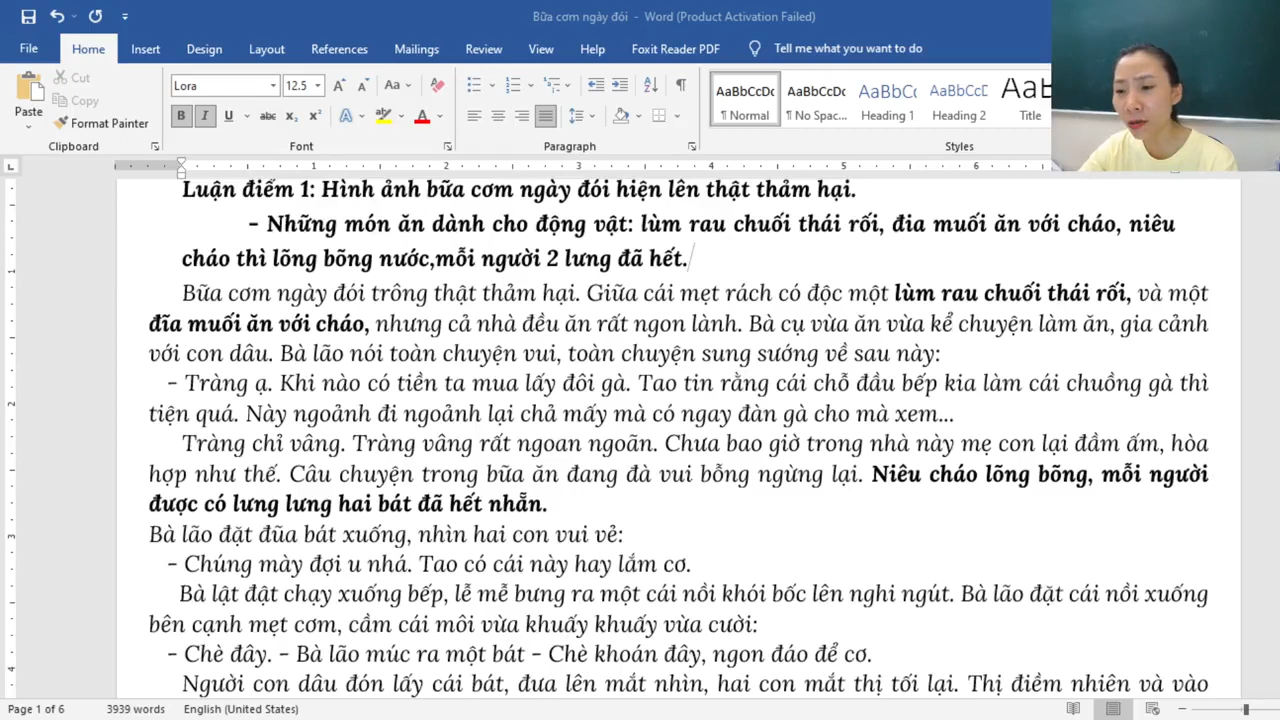 Bữa cơm ngày đói - Word (Product Activation Failed)
File Home Insert Design Layout References Mailings Review View Help Foxit Reader PDF Tell me what you want to do
Paste Cut
Copy
Format Painter
Lora 12.5
AaBbCcDc AaBbCcDc AaBbCc AaBbCcD AaB
¶ Normal ¶ No Spac... Heading 1 Heading 2 Title
Clipboard Font Paragraph Styles
1 2 3 4 5 6 7
Luận điểm 1: Hình ảnh bữa cơm ngày đói hiện lên thật thảm hại.
- Những món ăn dành cho động vật: lùm rau chuối thái rối, đia muối ăn với cháo, niêu
cháo thì lõng bõng nước,mỗi người 2 lưng đã hết.
Bữa cơm ngày đói trông thật thảm hại. Giữa cái mẹt rách có độc một lùm rau chuối thái rối, và một
đĩa muối ăn với cháo, nhưng cả nhà đều ăn rất ngon lành. Bà cụ vừa ăn vừa kể chuyện làm ăn, gia cảnh
với con dâu. Bà lão nói toàn chuyện vui, toàn chuyện sung sướng về sau này:
- Tràng ạ. Khi nào có tiền ta mua lấy đôi gà. Tao tin rằng cái chỗ đầu bếp kia làm cái chuồng gà thì
tiện quá. Này ngoảnh đi ngoảnh lại chả mấy mà có ngay đàn gà cho mà xem...
Tràng chỉ vâng. Tràng vâng rất ngoan ngoãn. Chưa bao giờ trong nhà này mẹ con lại đầm ấm, hòa
hợp như thế. Câu chuyện trong bữa ăn đang đà vui bỗng ngừng lại. Niêu cháo lõng bõng, mỗi người
được có lưng lưng hai bát đã hết nhẵn.
Bà lão đặt đũa bát xuống, nhìn hai con vui vẻ:
- Chúng mày đợi u nhá. Tao có cái này hay lắm cơ.
Bà lật đật chạy xuống bếp, lễ mễ bưng ra một cái nồi khói bốc lên nghi ngút. Bà lão đặt cái nồi xuống
bên cạnh mẹt cơm, cầm cái môi vừa khuấy khuấy vừa cười:
- Chè đây. - Bà lão múc ra một bát - Chè khoán đây, ngon đáo để cơ.
Người con dâu đón lấy cái bát, đưa lên mắt nhìn, hai con mắt thị tối lại. Thị điềm nhiên và vào
Page 1 of 6 3939 words English (United States)